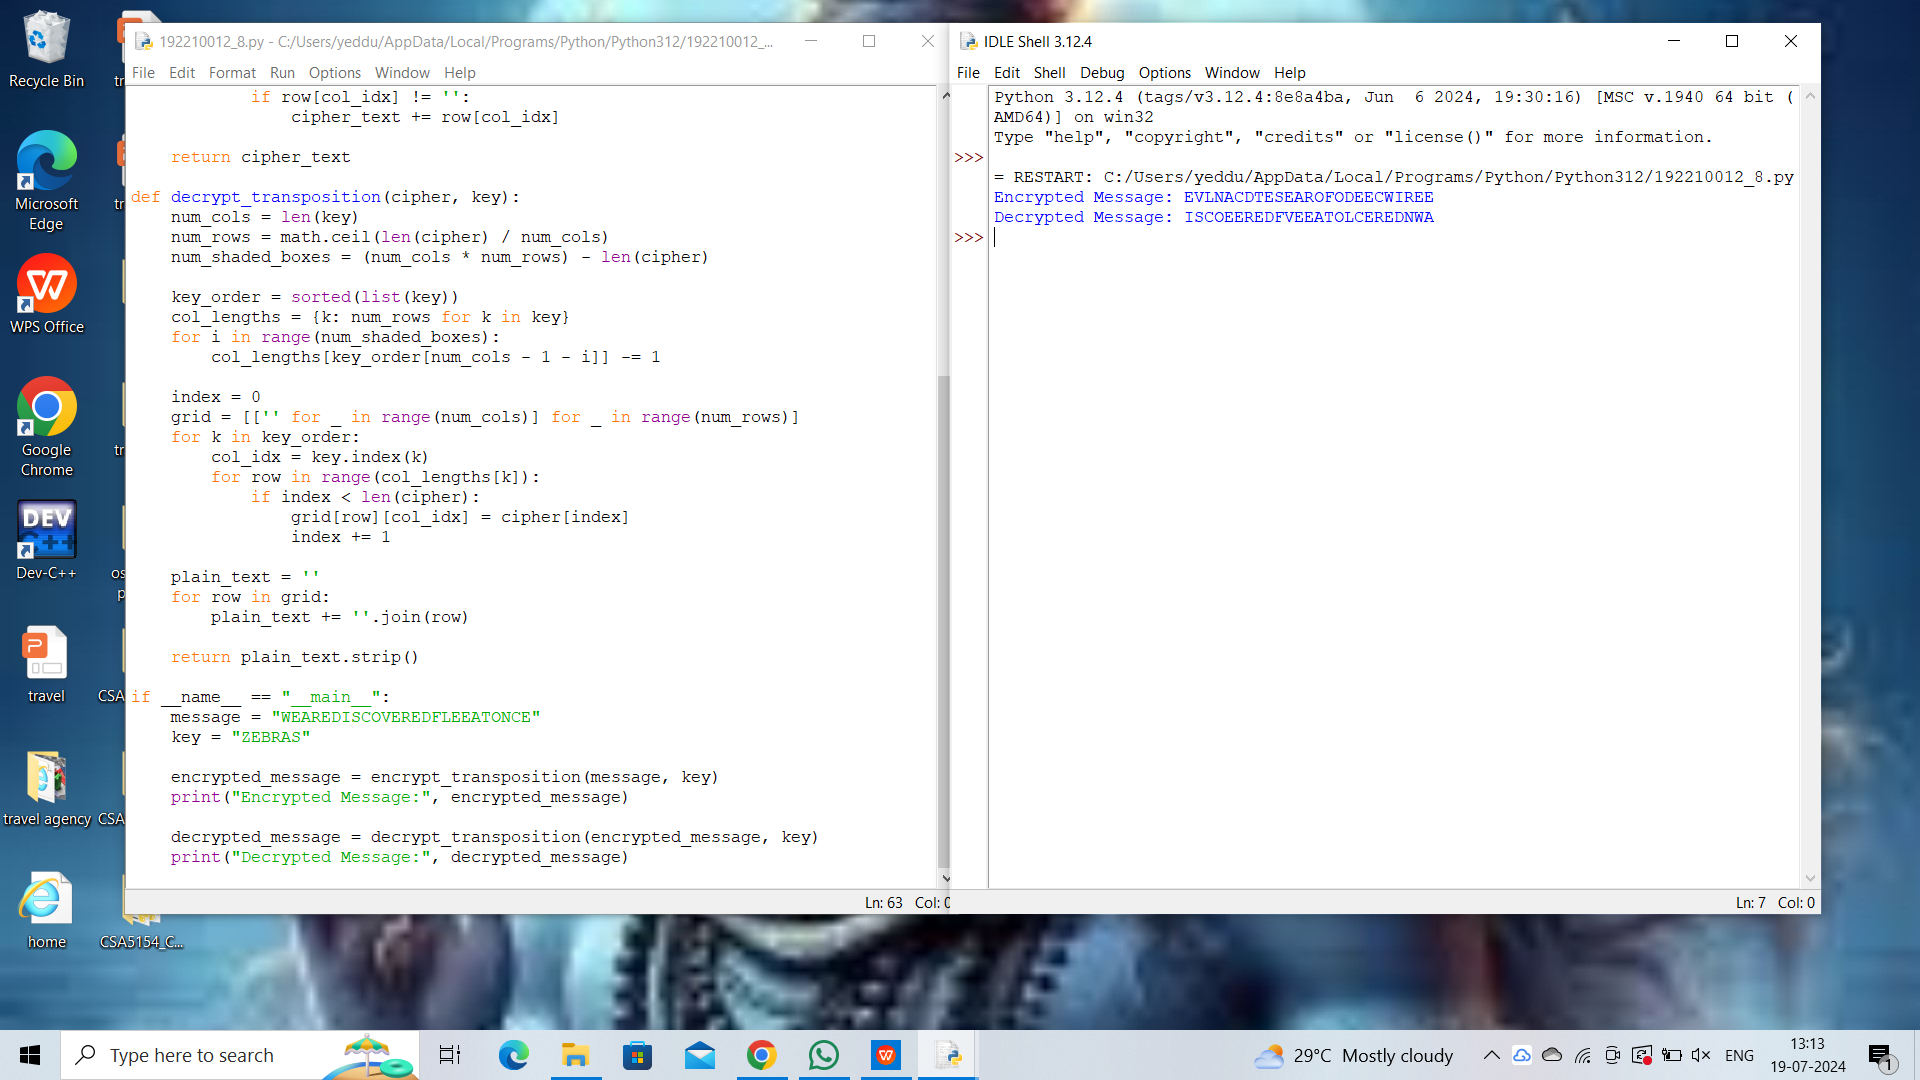 Recycle Bin
Microsoft
Edge
WPS Office
Google
Chrome
DEV
C++
Dev-C++
travel
travel agency
home
CSA5154_C...
192210012_8.py - C:/Users/yeddu/AppData/Local/Programs/Python/Python312/192210012_...
File Edit Format Run Options Window Help
if row[col_idx] != '':
cipher_text += row[col_idx]
return cipher_text
def decrypt_transposition(cipher, key):
num_cols = len(key)
num_rows = math.ceil(len(cipher) / num_cols)
num_shaded_boxes = (num_cols * num_rows) - len(cipher)
key_order = sorted(list(key))
col_lengths = {k: num_rows for k in key}
for i in range(num_shaded_boxes):
col_lengths[key_order[num_cols - 1 - i]] -= 1
index = 0
grid = [['' for _ in range(num_cols)] for _ in range(num_rows)]
for k in key_order:
col_idx = key.index(k)
for row in range(col_lengths[k]):
if index < len(cipher):
grid[row][col_idx] = cipher[index]
index += 1
plain_text = ''
for row in grid:
plain_text += ''.join(row)
return plain_text.strip()
if __name__ == "__main__":
message = "WEAREDISCOVEREDFLEEATONCE"
key = "ZEBRAS"
encrypted_message = encrypt_transposition(message, key)
print("Encrypted Message:", encrypted_message)
decrypted_message = decrypt_transposition(encrypted_message, key)
print("Decrypted Message:", decrypted_message)
Ln: 63 Col: 0
IDLE Shell 3.12.4
File Edit Shell Debug Options Window Help
Python 3.12.4 (tags/v3.12.4:8e8a4ba, Jun  6 2024, 19:30:16) [MSC v.1940 64 bit (
AMD64)] on win32
Type "help", "copyright", "credits" or "license()" for more information.
>>>
= RESTART: C:/Users/yeddu/AppData/Local/Programs/Python/Python312/192210012_8.py
Encrypted Message: EVLNACDTESEAROFODEECWIREE
Decrypted Message: ISCOEEREDFVEEATOLCEREDNWA
>>>
Ln: 7 Col: 0
Type here to search
29°C Mostly cloudy
ENG
13:13
19-07-2024
1